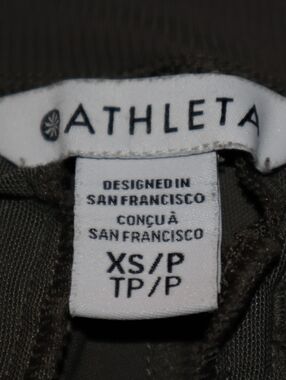 ATHLETA
DESIGNED IN
SAN FRANCISCO
CONÇU À
SAN FRANCISCO
XS/P
TP/P